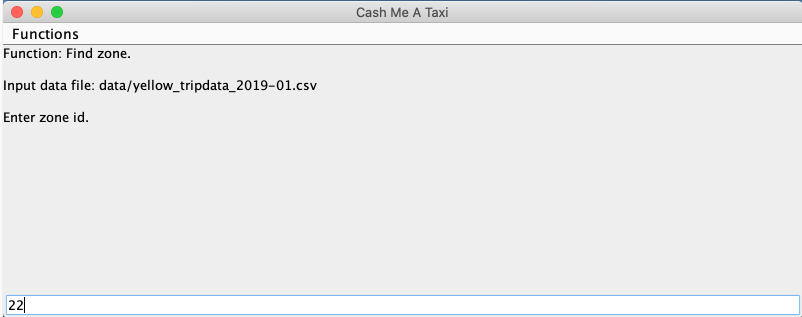 Cash Me A Taxi
Functions
Function: Find zone.
Input data file: data/yellow_tripdata_2019-01.csv
Enter zone id.
22